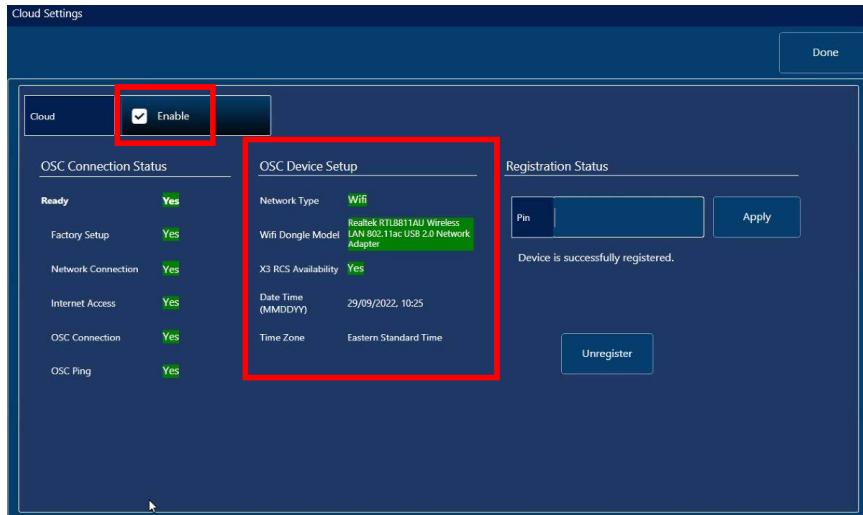 Cloud Settings
Done
Cloud
Enable
OSC Connection Status
Ready Yes
Factory Setup Yes
Network Connection Yes
Internet Access Yes
OSC Connection Yes
OSC Ping Yes
OSC Device Setup
Network Type Wifi
Wifi Dongle Model Realtek RTL8811AU Wireless
LAN 802.11ac USB 2.0 Network
Adapter
X3 RCS Availability Yes
Date Time
(MMDDYY) 29/09/2022, 10:25
Time Zone Eastern Standard Time
Registration Status
Pin
Apply
Device is successfully registered.
Unregister